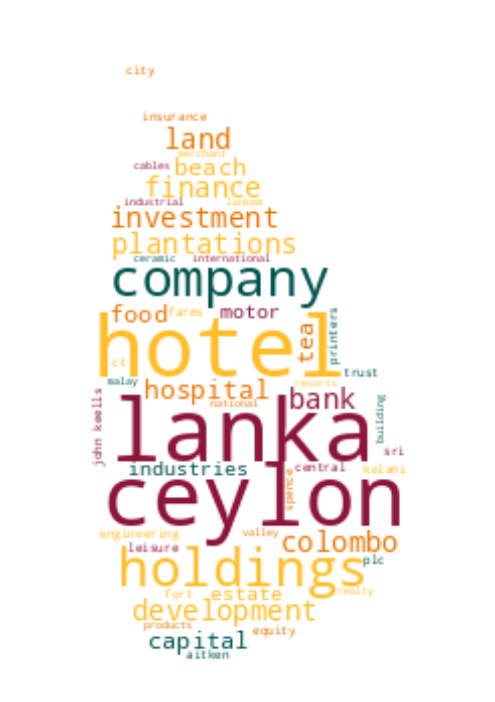 city
insurance
land
merchant
cables beach
finance
industrial lankem
investment
plantations
ceramic international
company
food farms motor
hotel
tea
printers
ct
trust
malay resorts
hospital bank
national
john keells
building
lanka
sri
industries central kelani
spence
ceylon
engineering valley colombo
leisure plc
holdings
fort estate realty
development
products equity
capital
aitken